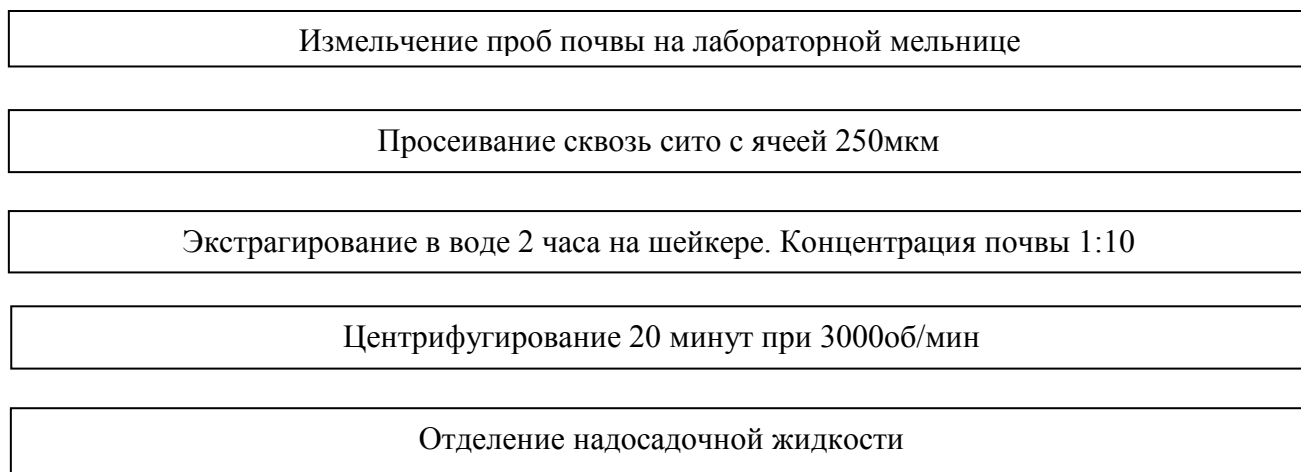 Измельчение проб почвы на лабораторной мельнице
Просеивание сквозь сито с ячеей 250мкм
Экстрагирование в воде 2 часа на шейкере. Концентрация почвы 1:10
Центрифугирование 20 минут при 3000об/мин
Отделение надосадочной жидкости